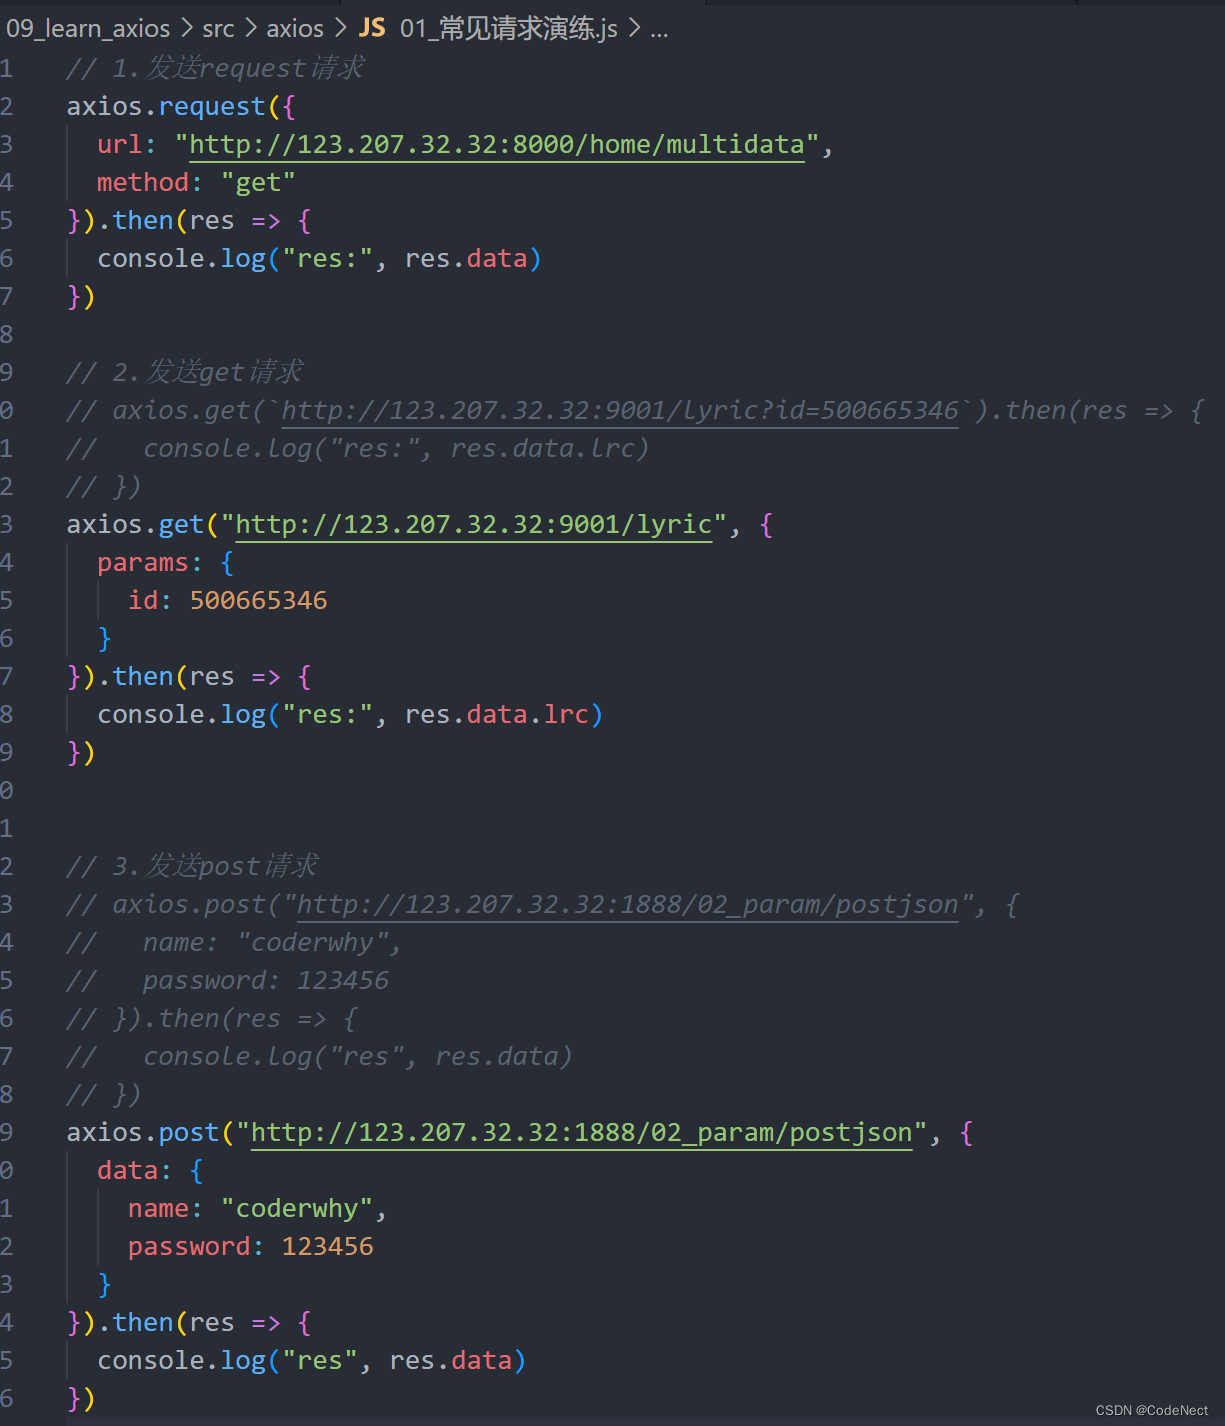 09_learn_axios > src > axios > JS 01_常见请求演练.js > ...
1 // 1.发送request请求
2 axios.request({
3   url: "http://123.207.32.32:8000/home/multidata",
4   method: "get"
5 }).then(res => {
6   console.log("res:", res.data)
7 })
8
9 // 2.发送get请求
0 // axios.get(`http://123.207.32.32:9001/lyric?id=500665346`).then(res => {
1 //   console.log("res:", res.data.lrc)
2 // })
3 axios.get("http://123.207.32.32:9001/lyric", {
4   params: {
5     id: 500665346
6   }
7 }).then(res => {
8   console.log("res:", res.data.lrc)
9 })
0
1
2 // 3.发送post请求
3 // axios.post("http://123.207.32.32:1888/02_param/postjson", {
4 //   name: "coderwhy",
5 //   password: 123456
6 // }).then(res => {
7 //   console.log("res", res.data)
8 // })
9 axios.post("http://123.207.32.32:1888/02_param/postjson", {
0   data: {
1     name: "coderwhy",
2     password: 123456
3   }
4 }).then(res => {
5   console.log("res", res.data)
6 })
CSDN @CodeNect